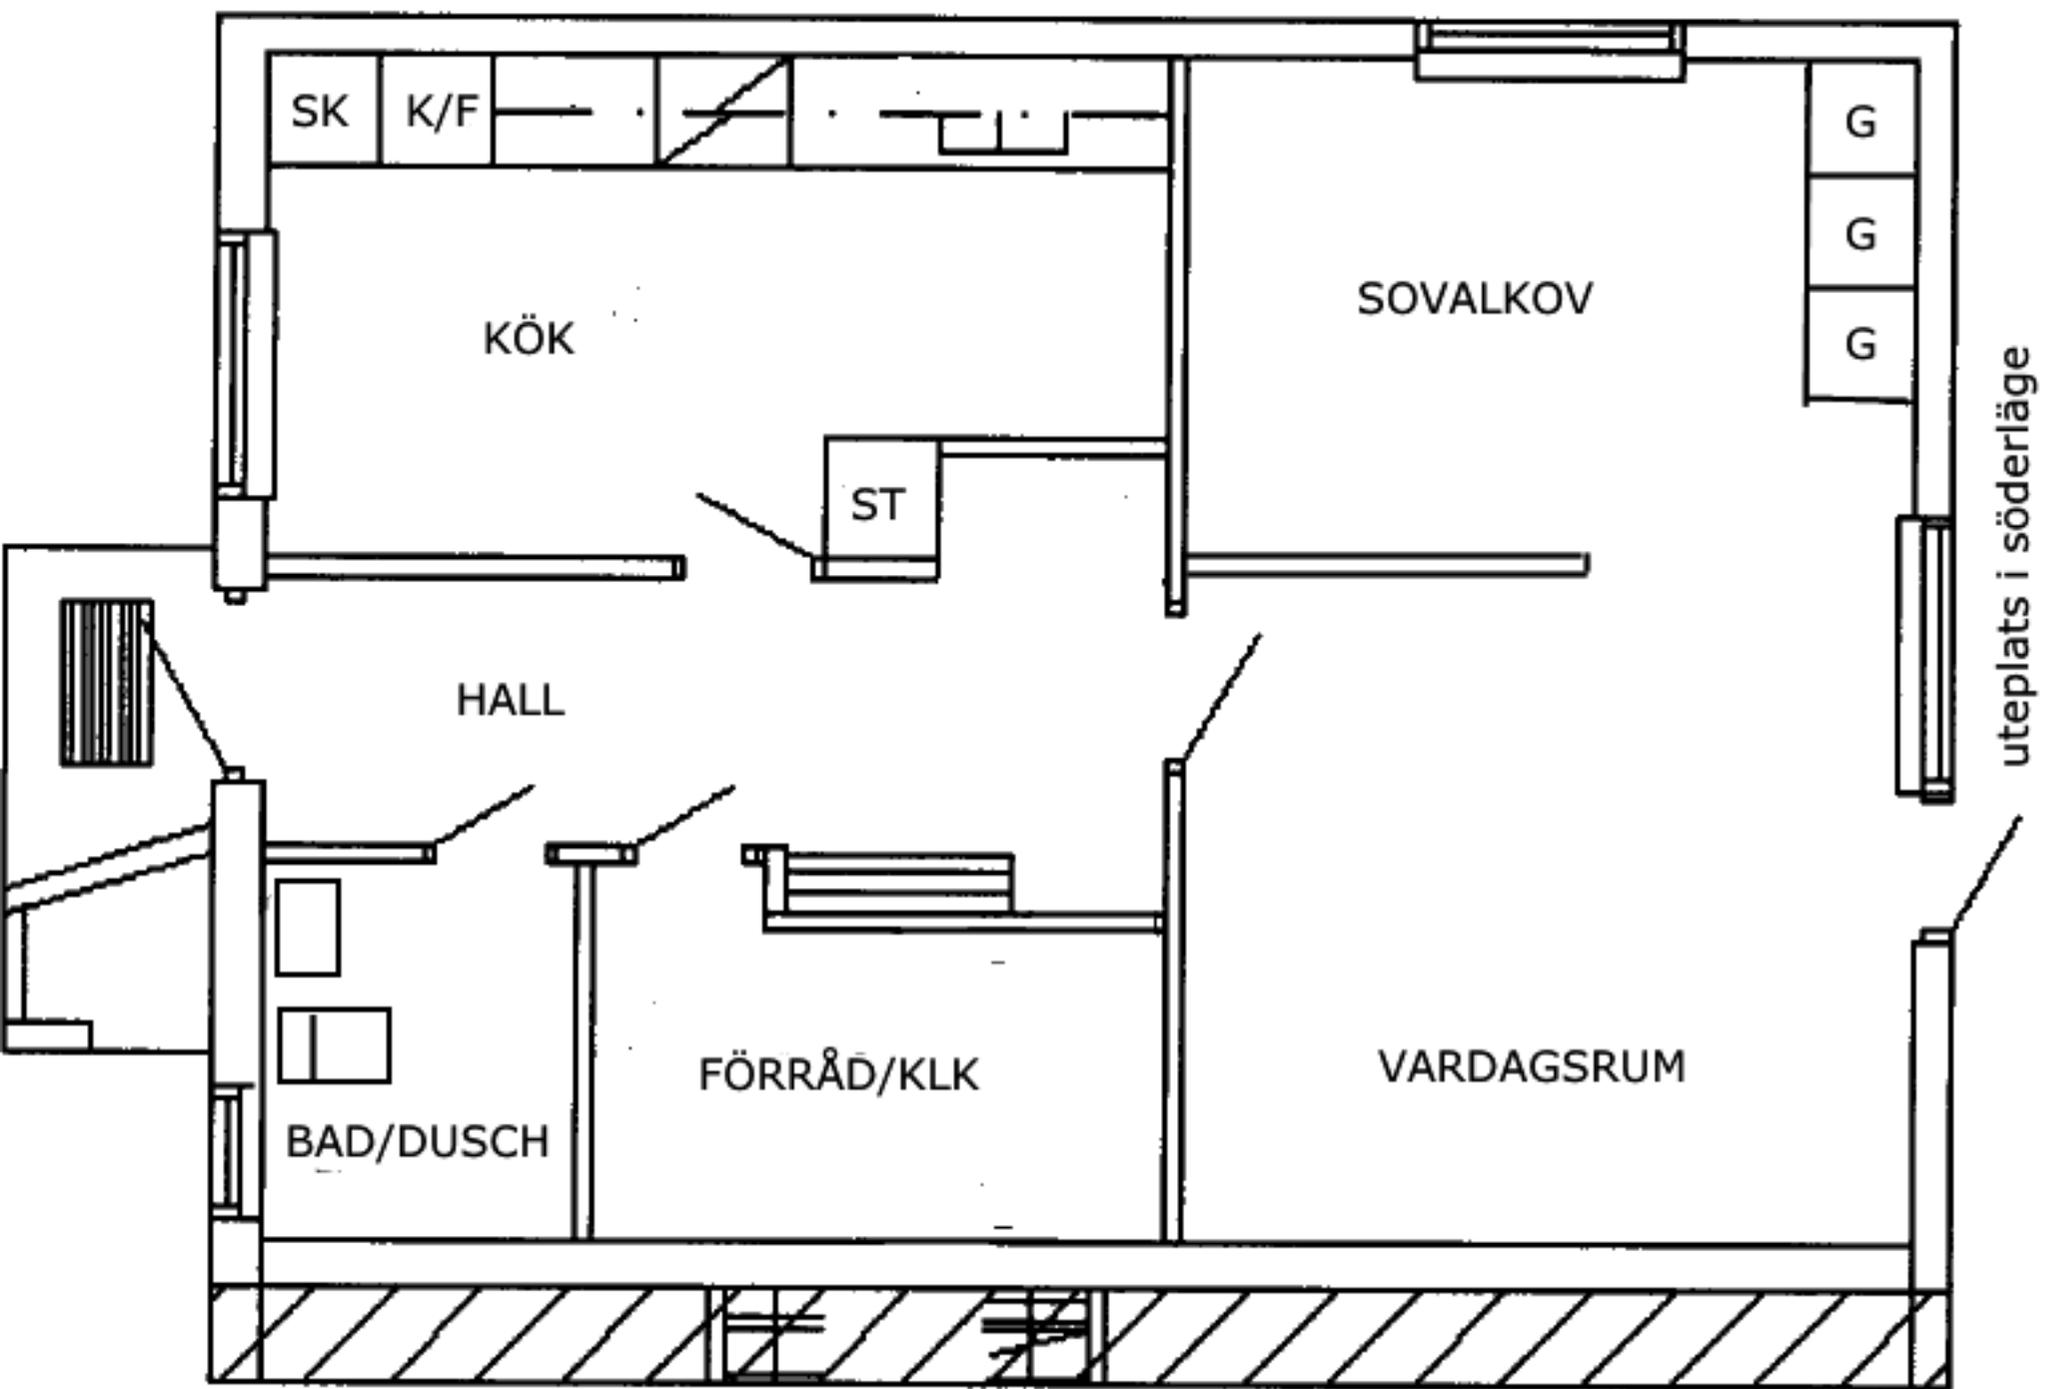 SK
K/F
G
G
G
KÖK
SOVALKOV
ST
uteplats i söderläge
HALL
FÖRRÅD/KLK
VARDAGSRUM
BAD/DUSCH